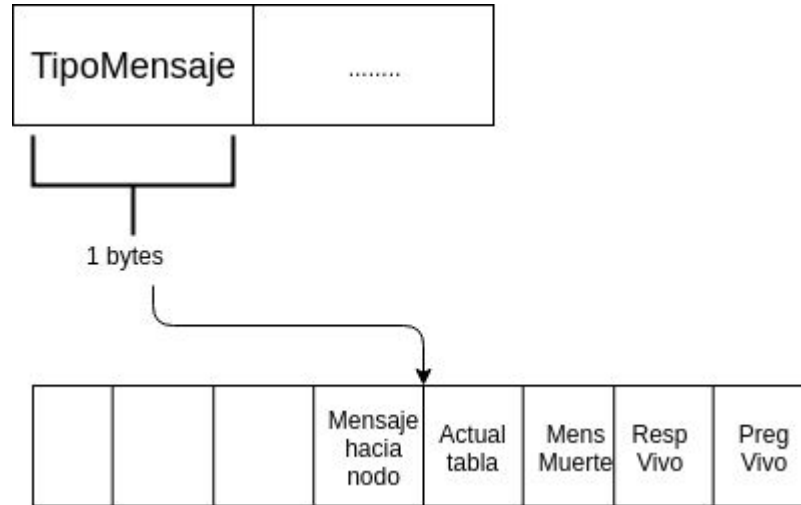 TipoMensaje
........
1 bytes
Mensaje
hacia
nodo
Actual
tabla
Mens
Muerte
Resp
Vivo
Preg
Vivo